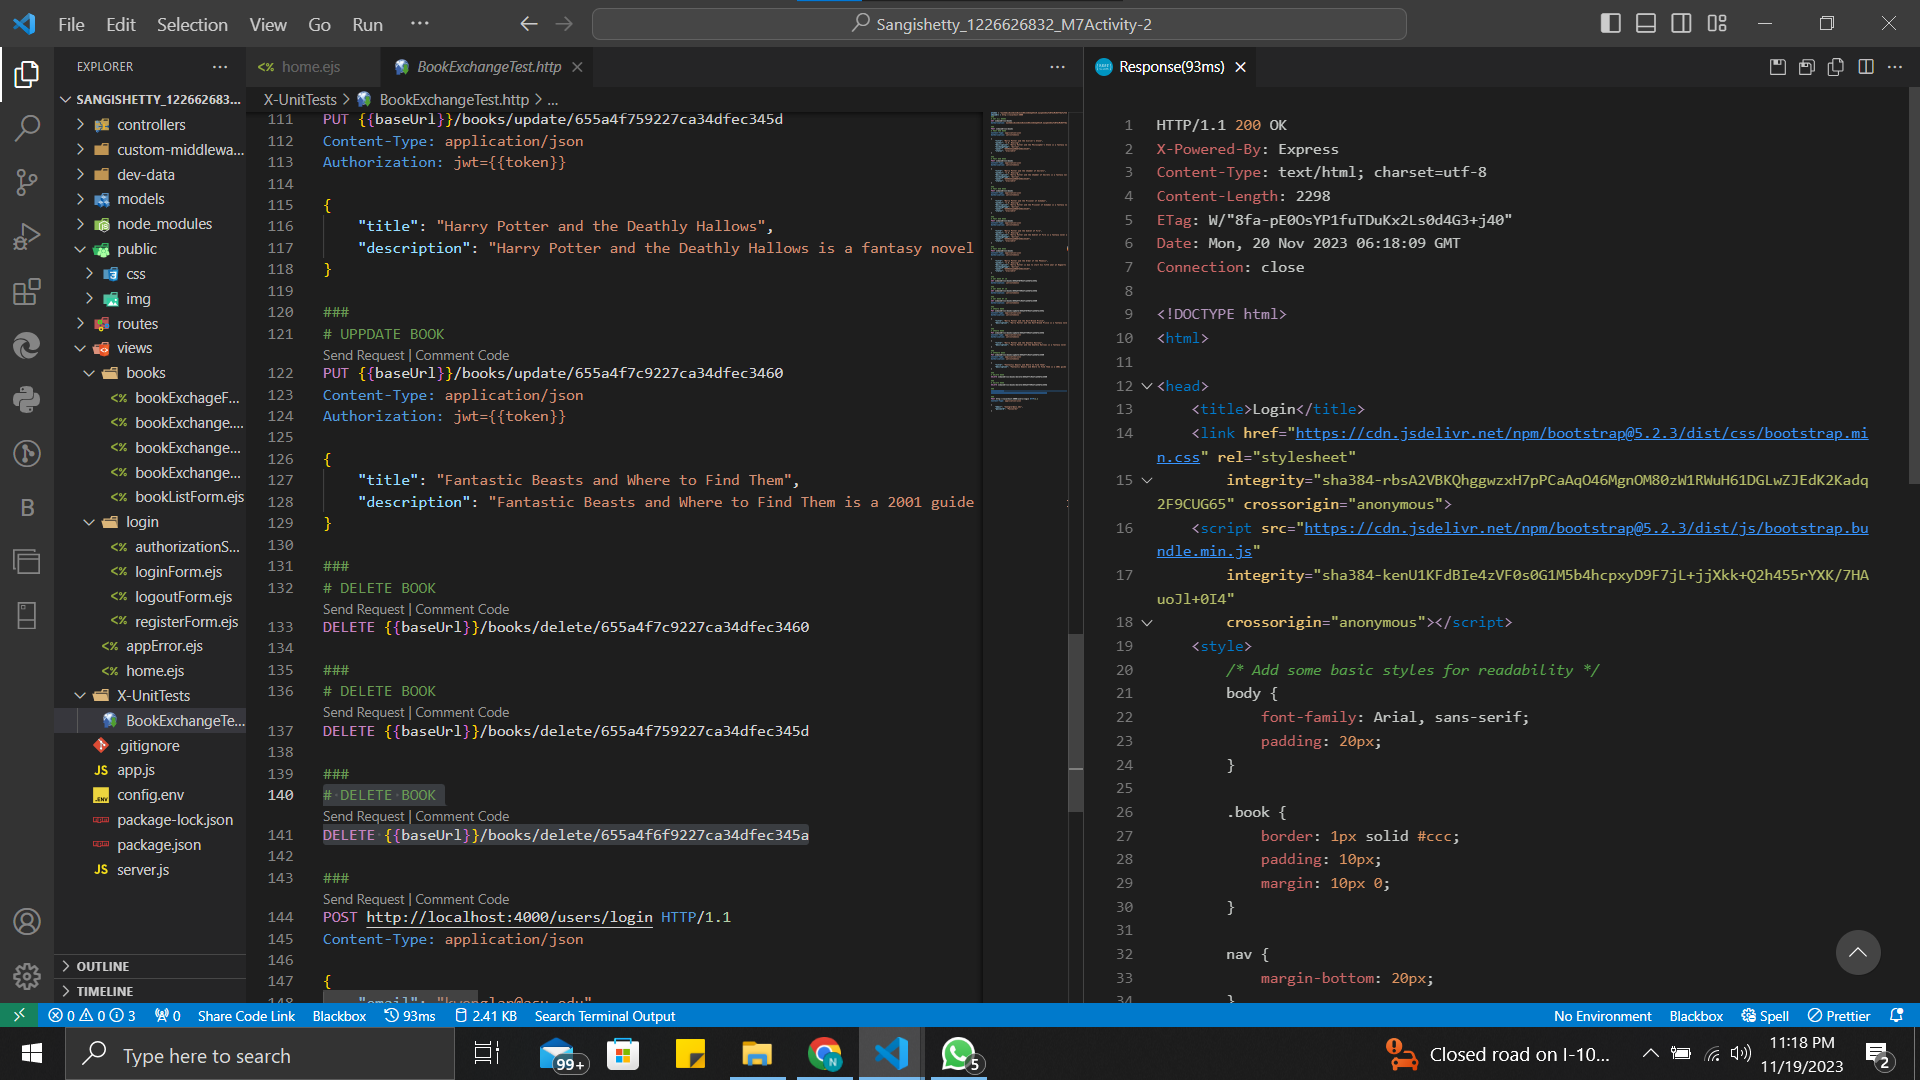 File Edit Selection View Go Run ···
Sangishetty_1226626832_M7Activity-2
EXPLORER ···
SANGISHETTY_122662683...
controllers
custom-middlewa...
dev-data
models
node_modules
public
css
img
routes
views
books
<% bookExchageF...
<% bookExchange....
<% bookExchange...
<% bookExchange...
<% bookListForm.ejs
login
<% authorizationS...
<% loginForm.ejs
<% logoutForm.ejs
<% registerForm.ejs
<% appError.ejs
<% home.ejs
X-UnitTests
BookExchangeTe...
.gitignore
JS app.js
config.env
package-lock.json
package.json
JS server.js
OUTLINE
TIMELINE
<% home.ejs
BookExchangeTest.http
X-UnitTests > BookExchangeTest.http > ...
111 PUT {{baseUrl}}/books/update/655a4f759227ca34dfec345d
112 Content-Type: application/json
113 Authorization: jwt={{token}}
114
115 {
116 "title": "Harry Potter and the Deathly Hallows",
117 "description": "Harry Potter and the Deathly Hallows is a fantasy novel
118 }
119
120 ###
121 # UPPDATE BOOK
Send Request | Comment Code
122 PUT {{baseUrl}}/books/update/655a4f7c9227ca34dfec3460
123 Content-Type: application/json
124 Authorization: jwt={{token}}
125
126 {
127 "title": "Fantastic Beasts and Where to Find Them",
128 "description": "Fantastic Beasts and Where to Find Them is a 2001 guide
129 }
130
131 ###
132 # DELETE BOOK
Send Request | Comment Code
133 DELETE {{baseUrl}}/books/delete/655a4f7c9227ca34dfec3460
134
135 ###
136 # DELETE BOOK
Send Request | Comment Code
137 DELETE {{baseUrl}}/books/delete/655a4f759227ca34dfec345d
138
139 ###
140 # DELETE BOOK
Send Request | Comment Code
141 DELETE {{baseUrl}}/books/delete/655a4f6f9227ca34dfec345a
142
143 ###
Send Request | Comment Code
144 POST http://localhost:4000/users/login HTTP/1.1
145 Content-Type: application/json
146
147 {
148 "email":
Response(93ms)
1 HTTP/1.1 200 OK
2 X-Powered-By: Express
3 Content-Type: text/html; charset=utf-8
4 Content-Length: 2298
5 ETag: W/"8fa-pE0OsYP1fuTDuKx2Ls0d4G3+j40"
6 Date: Mon, 20 Nov 2023 06:18:09 GMT
7 Connection: close
8
9 <!DOCTYPE html>
10 <html>
11
12 <head>
13 <title>Login</title>
14 <link href="https://cdn.jsdelivr.net/npm/bootstrap@5.2.3/dist/css/bootstrap.mi
n.css" rel="stylesheet"
15 integrity="sha384-rbsA2VBKQhggwzxH7pPCaAqO46MgnOM80zW1RWuH61DGLwZJEdK2Kadq
2F9CUG65" crossorigin="anonymous">
16 <script src="https://cdn.jsdelivr.net/npm/bootstrap@5.2.3/dist/js/bootstrap.bu
ndle.min.js"
17 integrity="sha384-kenU1KFdBIe4zVF0s0G1M5b4hcpxyD9F7jL+jjXkk+Q2h455rYXK/7HA
uoJl+0I4"
18 crossorigin="anonymous"></script>
19 <style>
20 /* Add some basic styles for readability */
21 body {
22 font-family: Arial, sans-serif;
23 padding: 20px;
24 }
25
26 .book {
27 border: 1px solid #ccc;
28 padding: 10px;
29 margin: 10px 0;
30 }
31
32 nav {
33 margin-bottom: 20px;
34 }
0 0 3 0 Share Code Link Blackbox 93ms 2.41 KB Search Terminal Output
No Environment Blackbox Spell Prettier
Type here to search
99+
N
5
Closed road on I-10...
11:18 PM
11/19/2023
2